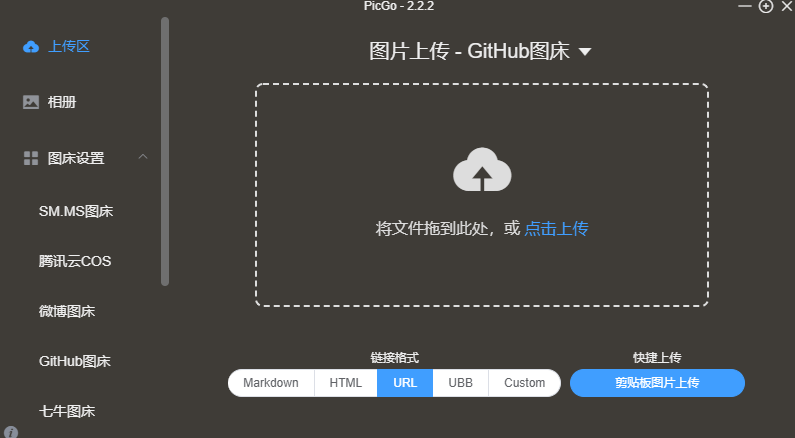 PicGo - 2.2.2
上传区
相册
图床设置
SM.MS图床
腾讯云COS
微博图床
GitHub图床
七牛图床
图片上传 - GitHub图床
将文件拖到此处，或 点击上传
链接格式
Markdown HTML URL UBB Custom
快捷上传
剪贴板图片上传